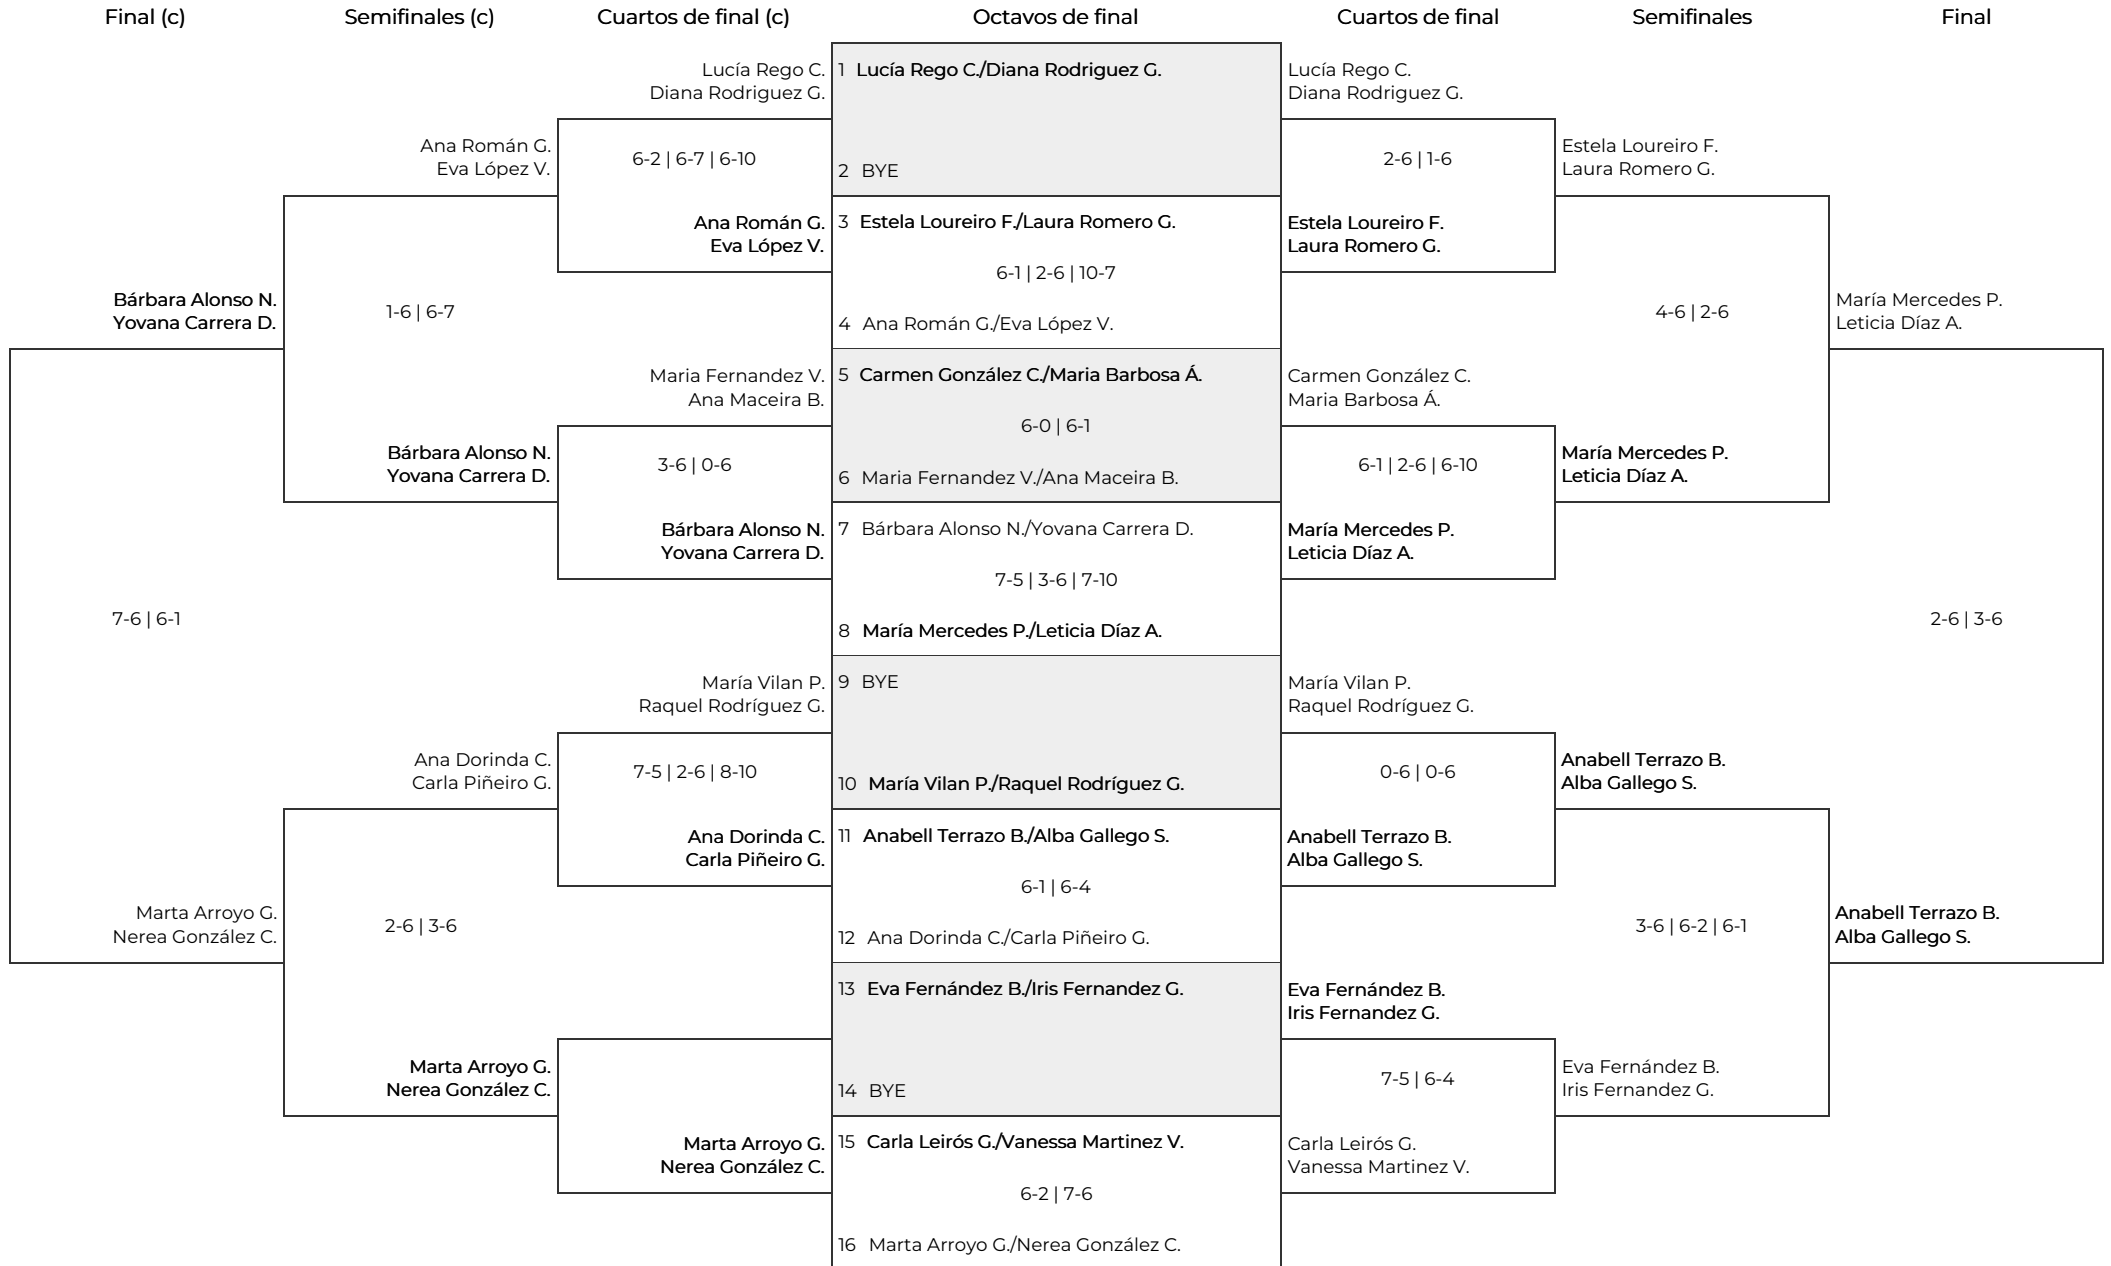 Final (c) Semifinales (c) Cuartos de final (c) Octavos de final Cuartos de final Semifinales Final
Bárbara Alonso N.
Yovana Carrera D.
7-6 | 6-1
Marta Arroyo G.
Nerea González C.
Ana Román G.
Eva López V.
1-6 | 6-7
Bárbara Alonso N.
Yovana Carrera D.
Ana Dorinda C.
Carla Piñeiro G.
2-6 | 3-6
Marta Arroyo G.
Nerea González C.
Lucía Rego C.
Diana Rodriguez G.
6-2 | 6-7 | 6-10
Ana Román G.
Eva López V.
Maria Fernandez V.
Ana Maceira B.
3-6 | 0-6
Bárbara Alonso N.
Yovana Carrera D.
María Vilan P.
Raquel Rodríguez G.
7-5 | 2-6 | 8-10
Ana Dorinda C.
Carla Piñeiro G.
Marta Arroyo G.
Nerea González C.
1 Lucía Rego C./Diana Rodriguez G.
2 BYE
3 Estela Loureiro F./Laura Romero G.
6-1 | 2-6 | 10-7
4 Ana Román G./Eva López V.
5 Carmen González C./Maria Barbosa Á.
6-0 | 6-1
6 Maria Fernandez V./Ana Maceira B.
7 Bárbara Alonso N./Yovana Carrera D.
7-5 | 3-6 | 7-10
8 María Mercedes P./Leticia Díaz A.
9 BYE
10 María Vilan P./Raquel Rodríguez G.
11 Anabell Terrazo B./Alba Gallego S.
6-1 | 6-4
12 Ana Dorinda C./Carla Piñeiro G.
13 Eva Fernández B./Iris Fernandez G.
14 BYE
15 Carla Leirós G./Vanessa Martinez V.
6-2 | 7-6
16 Marta Arroyo G./Nerea González C.
Lucía Rego C.
Diana Rodriguez G.
2-6 | 1-6
Estela Loureiro F.
Laura Romero G.
Carmen González C.
Maria Barbosa Á.
6-1 | 2-6 | 6-10
María Mercedes P.
Leticia Díaz A.
María Vilan P.
Raquel Rodríguez G.
0-6 | 0-6
Anabell Terrazo B.
Alba Gallego S.
Eva Fernández B.
Iris Fernandez G.
7-5 | 6-4
Carla Leirós G.
Vanessa Martinez V.
Estela Loureiro F.
Laura Romero G.
4-6 | 2-6
María Mercedes P.
Leticia Díaz A.
Anabell Terrazo B.
Alba Gallego S.
3-6 | 6-2 | 6-1
Eva Fernández B.
Iris Fernandez G.
María Mercedes P.
Leticia Díaz A.
2-6 | 3-6
Anabell Terrazo B.
Alba Gallego S.